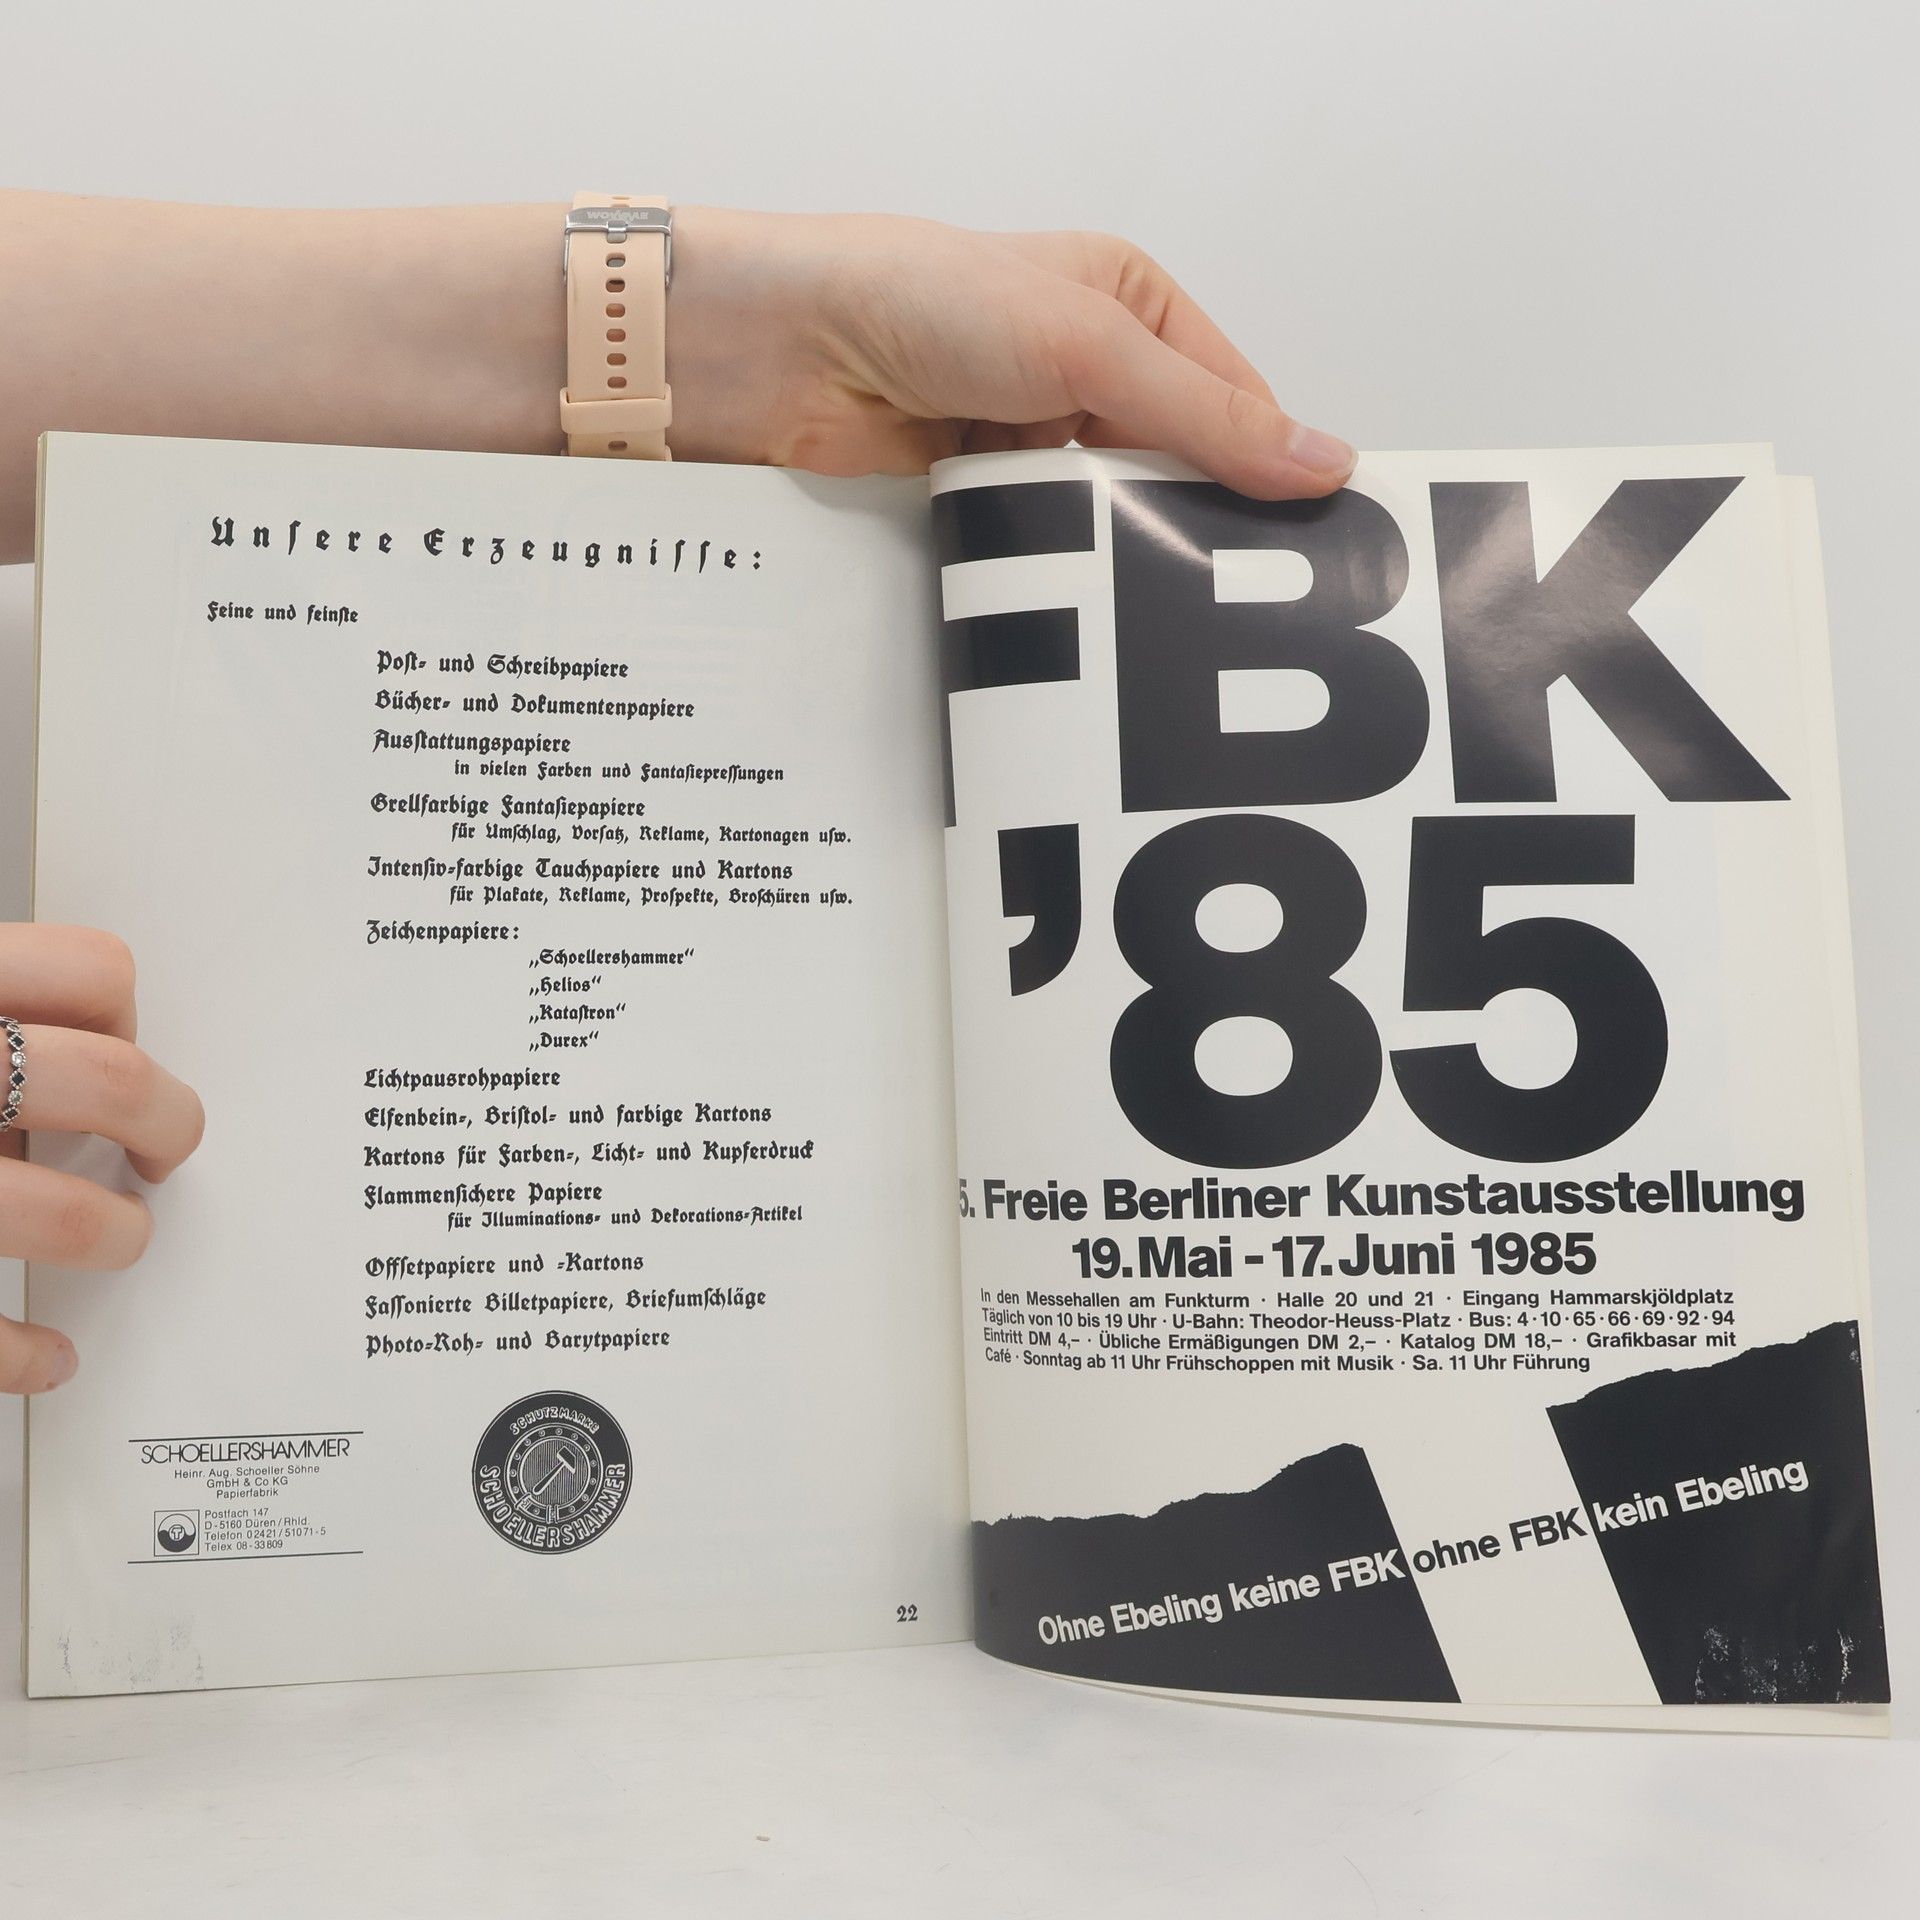 Unsere Erzeugnisse:
Feine und feinste
Post- und Schreibpapiere
Bücher- und Dokumentenpapiere
Ausstattungspapiere
in vielen Farben und Fantasiepressungen
Grellfarbige Fantasiepapiere
für Umschlag, Vorsatz, Reklame, Kartonagen usw.
Intensiv-farbige Tauchpapiere und Kartons
für Plakate, Reklame, Prospekte, Broschüren usw.
Zeichenpapiere:
„Schoellershammer“
„Helios“
„Katastron“
„Durex“
Lichtpausrohpapiere
Elfenbein-, Bristol- und farbige Kartons
Kartons für Farben-, Licht- und Kupferdruck
Flammensichere Papiere
für Illuminations- und Dekorations-Artikel
Offsetpapiere und -Kartons
Fassonierte Billetpapiere, Briefumschläge
Photo-Roh- und Barytpapiere
SCHOELLERSHAMMER
Heinr. Aug. Schoeller Söhne
GmbH & Co KG
Papierfabrik
Postfach 147
D-5160 Düren/Rhld.
Telefon 02421/51071-5
Telex 08-33809
SCHUTZMARKE
SCHOELLERSHAMMER
22
FBK
’85
5. Freie Berliner Kunstausstellung
19. Mai - 17. Juni 1985
In den Messehallen am Funkturm · Halle 20 und 21 · Eingang Hammarskjöldplatz
Täglich von 10 bis 19 Uhr · U-Bahn: Theodor-Heuss-Platz · Bus: 4·10·65·66·69·92·94
Eintritt DM 4,– · Übliche Ermäßigungen DM 2,– · Katalog DM 18,– · Grafikbasar mit
Café · Sonntag ab 11 Uhr Frühschoppen mit Musik · Sa. 11 Uhr Führung
Ohne Ebeling keine FBK ohne FBK kein Ebeling